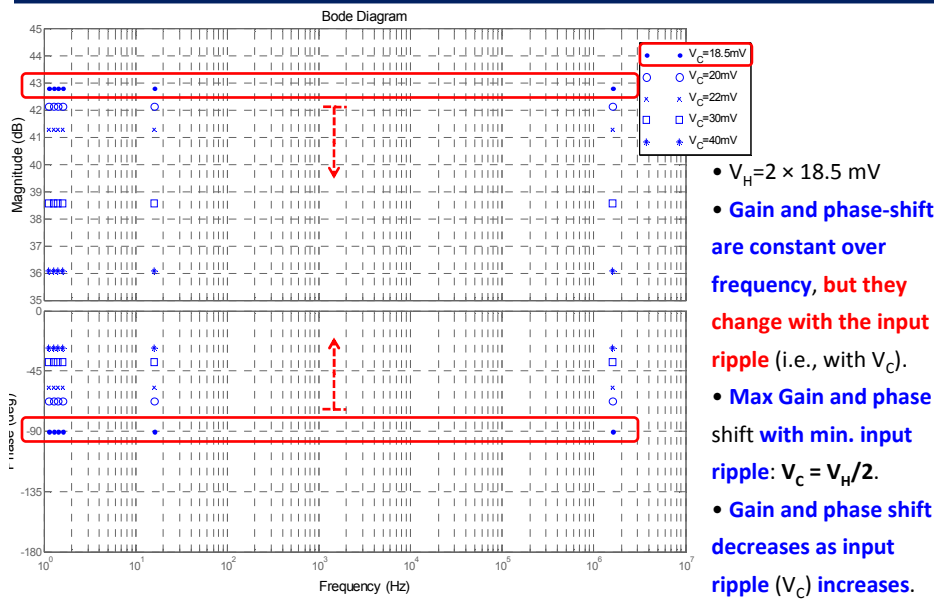 Bode Diagram
45
44
43
42
41
40
39
38
37
36
35
Magnitude (dB)
V_C=18.5mV
V_C=20mV
V_C=22mV
V_C=30mV
V_C=40mV
0
-45
-90
-135
-180
Phase (deg)
10^0
10^1
10^2
10^3
10^4
10^5
10^6
10^7
Frequency (Hz)
• V_H=2 × 18.5 mV
• Gain and phase-shift
are constant over
frequency, but they
change with the input
ripple (i.e., with V_C).
• Max Gain and phase
shift with min. input
ripple: V_C = V_H/2.
• Gain and phase shift
decreases as input
ripple (V_C) increases.